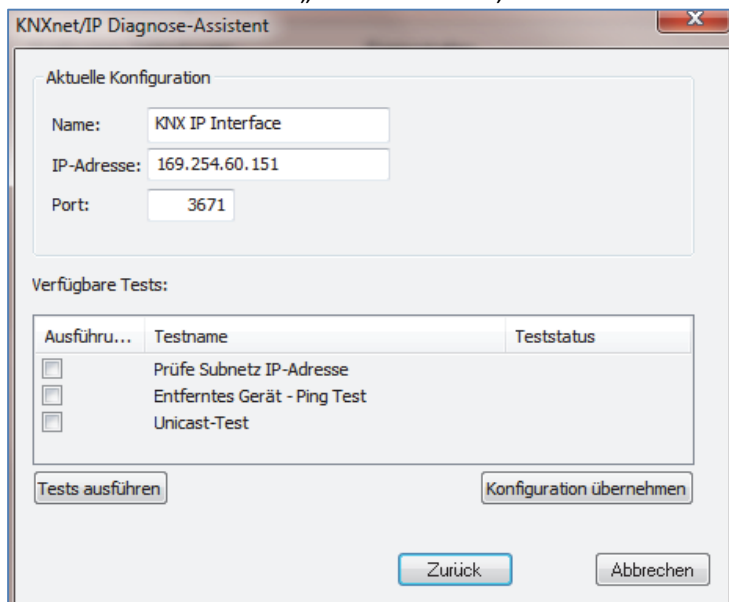 KNXnet/IP Diagnose-Assistent
Aktuelle Konfiguration
Name: KNX IP Interface
IP-Adresse: 169.254.60.151
Port: 3671
Verfügbare Tests:
Ausführu... Testname Teststatus
Prüfe Subnetz IP-Adresse
Entferntes Gerät - Ping Test
Unicast-Test
Tests ausführen Konfiguration übernehmen
Zurück Abbrechen